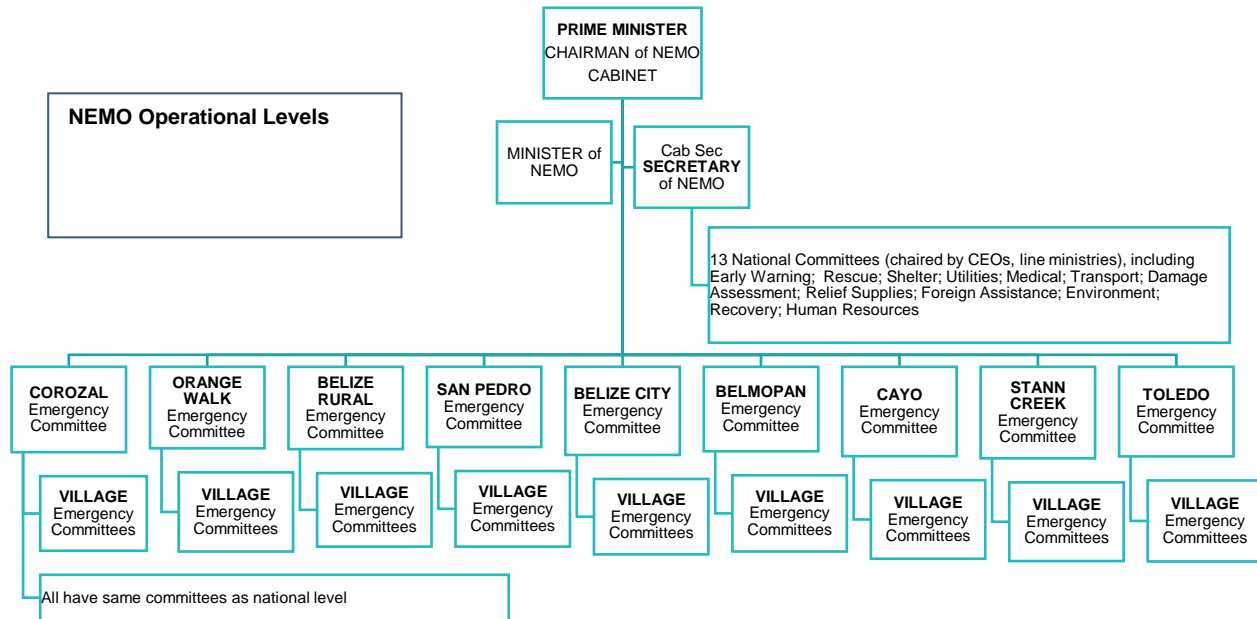 PRIME MINISTER
CHAIRMAN of NEMO
CABINET
NEMO Operational Levels
MINISTER of
NEMO
Cab Sec
SECRETARY
of NEMO
13 National Committees (chaired by CEOs, line ministries), including
Early Warning; Rescue; Shelter; Utilities; Medical; Transport; Damage
Assessment; Relief Supplies; Foreign Assistance; Environment;
Recovery; Human Resources
COROZAL
Emergency
Committee
ORANGE
WALK
Emergency
Committee
BELIZE
RURAL
Emergency
Committee
SAN PEDRO
Emergency
Committee
BELIZE CITY
Emergency
Committee
BELMOPAN
Emergency
Committee
CAYO
Emergency
Committee
STANN
CREEK
Emergency
Committee
TOLEDO
Emergency
Committee
VILLAGE
Emergency
Committees
VILLAGE
Emergency
Committees
VILLAGE
Emergency
Committees
VILLAGE
Emergency
Committees
VILLAGE
Emergency
Committees
VILLAGE
Emergency
Committees
VILLAGE
Emergency
Committees
VILLAGE
Emergency
Committees
VILLAGE
Emergency
Committees
All have same committees as national level